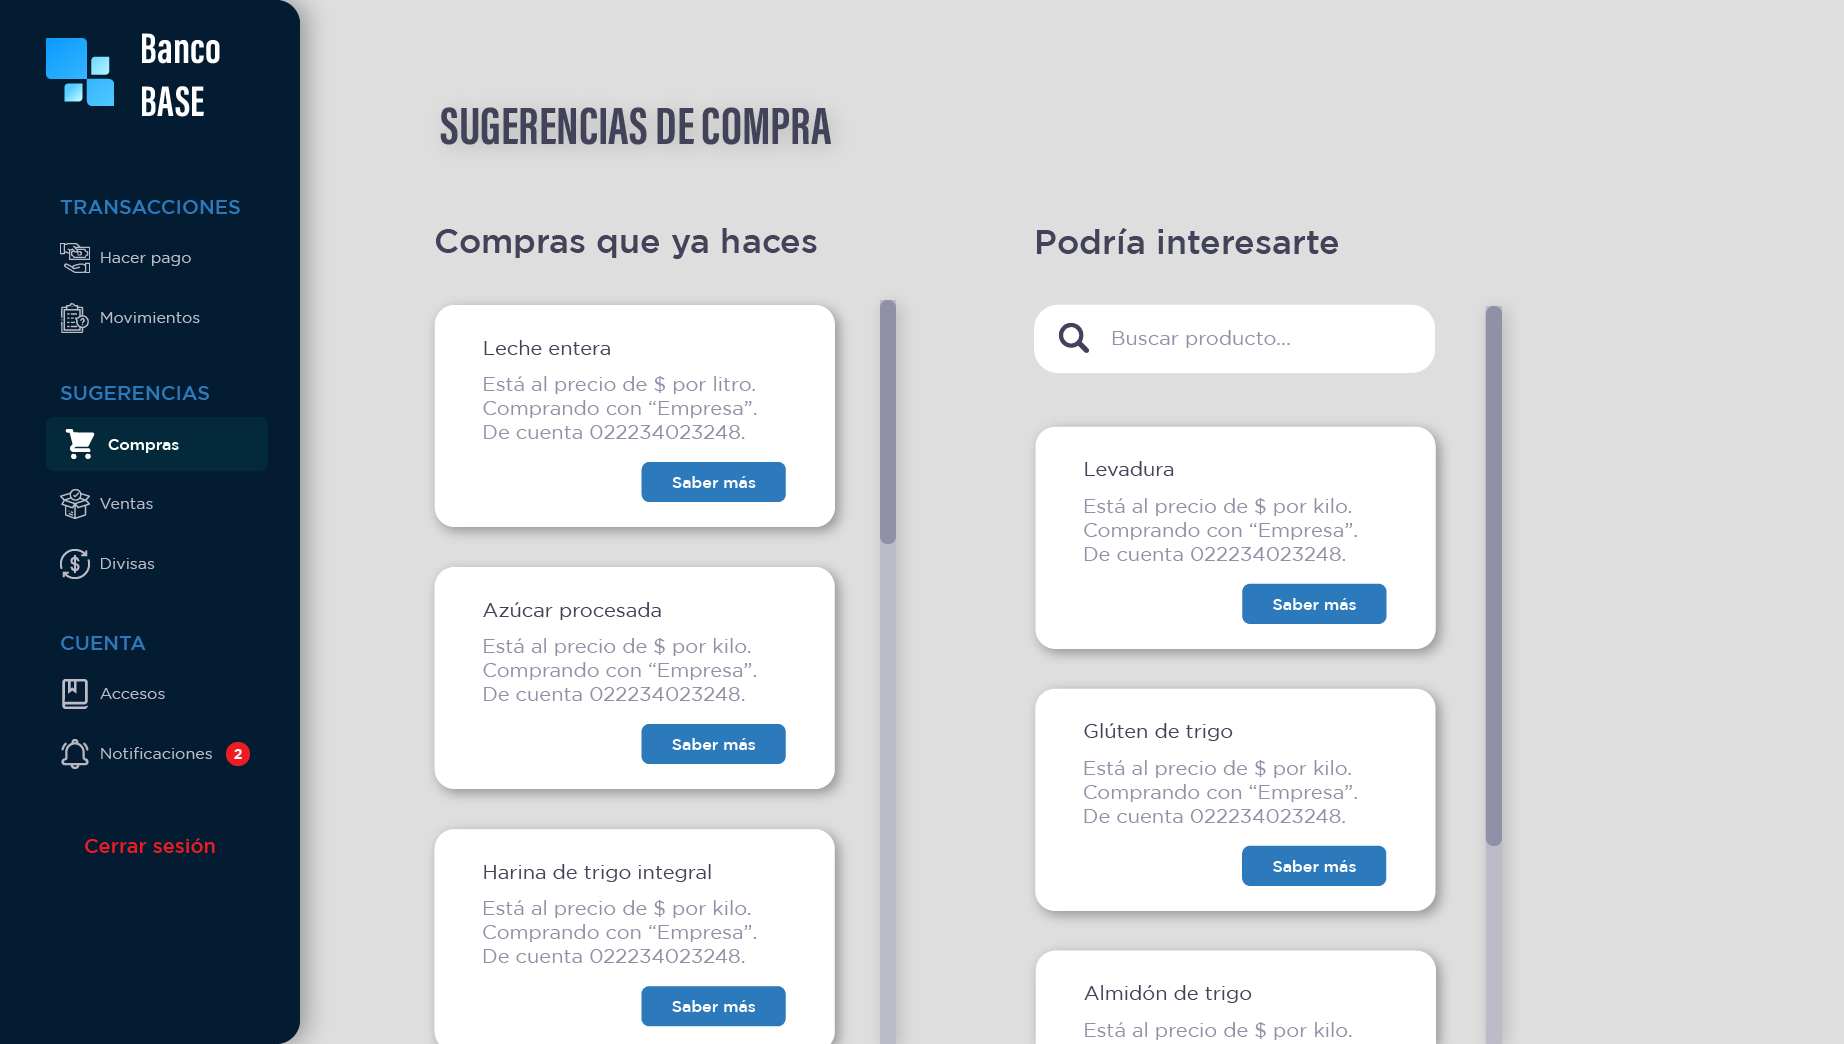 Banco
BASE
TRANSACCIONES
Hacer pago
Movimientos
SUGERENCIAS
Compras
Ventas
Divisas
CUENTA
Accesos
Notificaciones 2
Cerrar sesión
SUGERENCIAS DE COMPRA
Compras que ya haces
Leche entera
Está al precio de $ por litro.
Comprando con “Empresa”.
De cuenta 022234023248.
Saber más
Azúcar procesada
Está al precio de $ por kilo.
Comprando con “Empresa”.
De cuenta 022234023248.
Saber más
Harina de trigo integral
Está al precio de $ por kilo.
Comprando con “Empresa”.
De cuenta 022234023248.
Saber más
Podría interesarte
Buscar producto...
Levadura
Está al precio de $ por kilo.
Comprando con “Empresa”.
De cuenta 022234023248.
Saber más
Glúten de trigo
Está al precio de $ por kilo.
Comprando con “Empresa”.
De cuenta 022234023248.
Saber más
Almidón de trigo
Está al precio de $ por kilo.